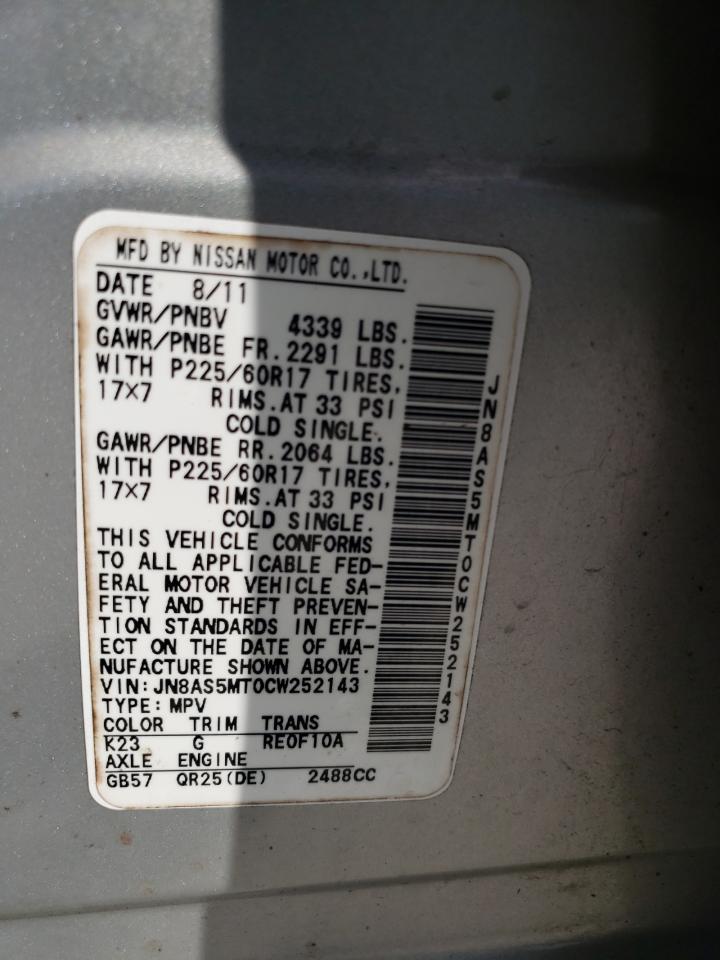 MFD BY NISSAN MOTOR CO.,LTD.
DATE 8/11
GVWR/PNBV 4339 LBS.
GAWR/PNBE FR.2291 LBS.
WITH P225/60R17 TIRES,
17×7 RIMS.AT 33 PSI
COLD SINGLE.
GAWR/PNBE RR.2064 LBS.
WITH P225/60R17 TIRES,
17×7 RIMS.AT 33 PSI
COLD SINGLE.
THIS VEHICLE CONFORMS
TO ALL APPLICABLE FED-
ERAL MOTOR VEHICLE SA-
FETY AND THEFT PREVEN-
TION STANDARDS IN EFF-
ECT ON THE DATE OF MA-
NUFACTURE SHOWN ABOVE.
VIN:JN8AS5MT0CW252143
TYPE:MPV
COLOR TRIM TRANS
K23 G RE0F10A
AXLE ENGINE
GB57 QR25(DE) 2488CC
JN8AS5MT0CW252143